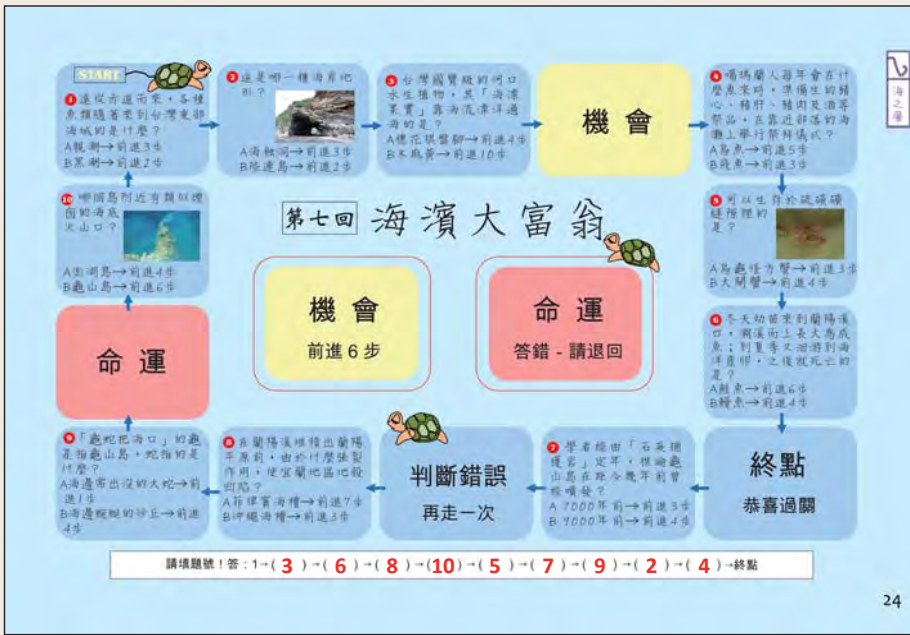 START
❶遠從赤道而來，各種
魚類隨著來到台灣東部
海域的是什麼？
A親潮→前進3步
B黑潮→前進2步
❷這是哪一種海岸地
形？
A海蝕洞→前進3步
B陸連島→前進2步
❸台灣國寶級的河口
水生植物，其「海漂
果實」靠海流漂洋過
海的是？
A穗花棋盤腳→前進4步
B木麻黃→前進10步
機會
❹噶瑪蘭人每年會在什
麼魚來時，準備生的豬
心、豬肝、豬肉及酒等
祭品，在靠近部落的海
灘上舉行祭拜儀式？
A烏魚→前進5步
B飛魚→前進3步
海之濱
❿哪個島附近有類似煙
囪的海底
火山口？
A澎湖島→前進4步
B龜山島→前進6步
第七回 海濱大富翁
❺可以生存於硫磺礦
縫隙裡的
是？
A烏龜怪方蟹→前進3步
B大閘蟹→前進4步
機會
前進6步
命運
答錯-請退回
命運
❻冬天幼苗來到蘭陽溪
口，溯溪而上長大為成
魚；到夏季又洄游到海
洋產卵，之後就死亡的
是？
A鮭魚→前進6步
B鰻魚→前進4步
❾「龜蛇把海口」的龜
是指龜山島，蛇指的是
什麼？
A海邊常出沒的大蛇→前
進1步
B海邊蜿蜒的沙丘→前進
4步
❽在蘭陽溪堆積出蘭陽
平原前，由於什麼張裂
作用，使宜蘭地區地殼
凹陷？
A菲律賓海槽→前進7步
B沖繩海槽→前進3步
判斷錯誤
再走一次
❼學者經由「石英捕
獲岩」定年，推論龜
山島在距今幾年前曾
經噴發？
A 7000年前→前進3步
B 9000年前→前進4步
終點
恭喜過關
請填題號！答：1→( 3 )→( 6 )→( 8 )→(10)→( 5 )→( 7 )→( 9 )→( 2 )→( 4 )→終點
24